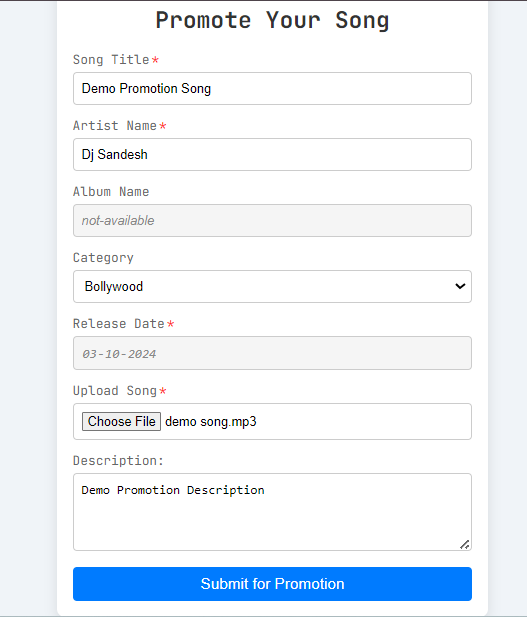 Promote Your Song
Song Title*
Demo Promotion Song
Artist Name*
Dj Sandesh
Album Name
not-available
Category
Bollywood
Release Date*
03-10-2024
Upload Song*
Choose File demo song.mp3
Description:
Demo Promotion Description
Submit for Promotion